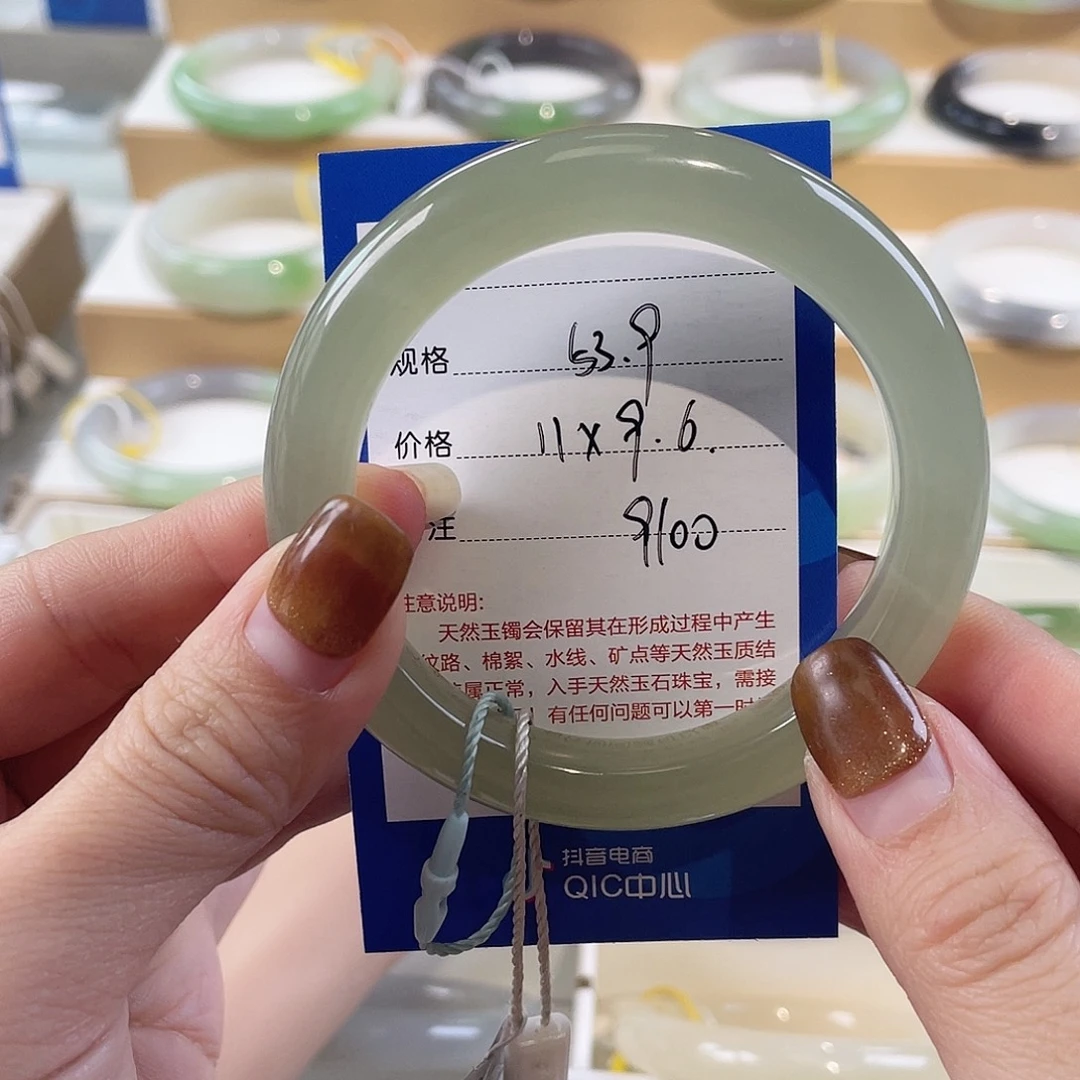 规格 53.9
价格 11x9.6.
注 9100
注意说明:
天然玉镯会保留其在形成过程中产生
纹路、棉絮、水线、矿点等天然玉质结
属正常，入手天然玉石珠宝，需接
！有任何问题可以第一时
抖音电商
QIC中心